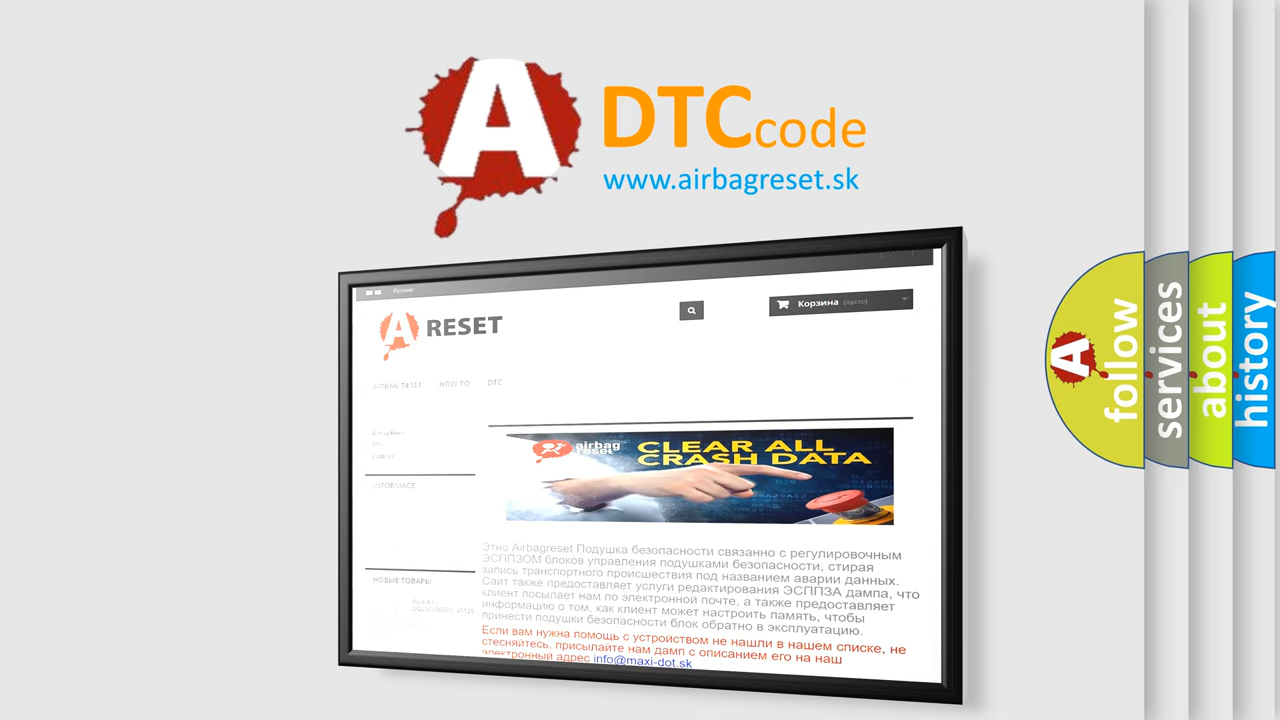 A
DTC code
www.airbagreset.sk
Русский
A RESET
Корзина (пусто)
AIRBAG RESET HOW TO DTC
INFORMACE
НОВЫЕ ТОВАРЫ
airbag
reset
CLEAR ALL
CRASH DATA
Этно Airbagreset Подушка безопасности связанно с регулировочным
ЭСППЗОМ блоков управления подушками безопасности, стирая
запись транспортного происшествия под названием аварии данных.
Сайт также предоставляет услуги редактирования ЭСППЗА дампа, что
клиент посылает нам по электронной почте, а также предоставляет
информацию о том, как клиент может настроить память, чтобы
принести подушки безопасности блок обратно в эксплуатацию.
Если вам нужна помощь с устройством не нашли в нашем списке, не
стесняйтесь, присылайте нам дамп с описанием его на наш
электронный адрес info@maxi-dot.sk
A
follow
services
about
history